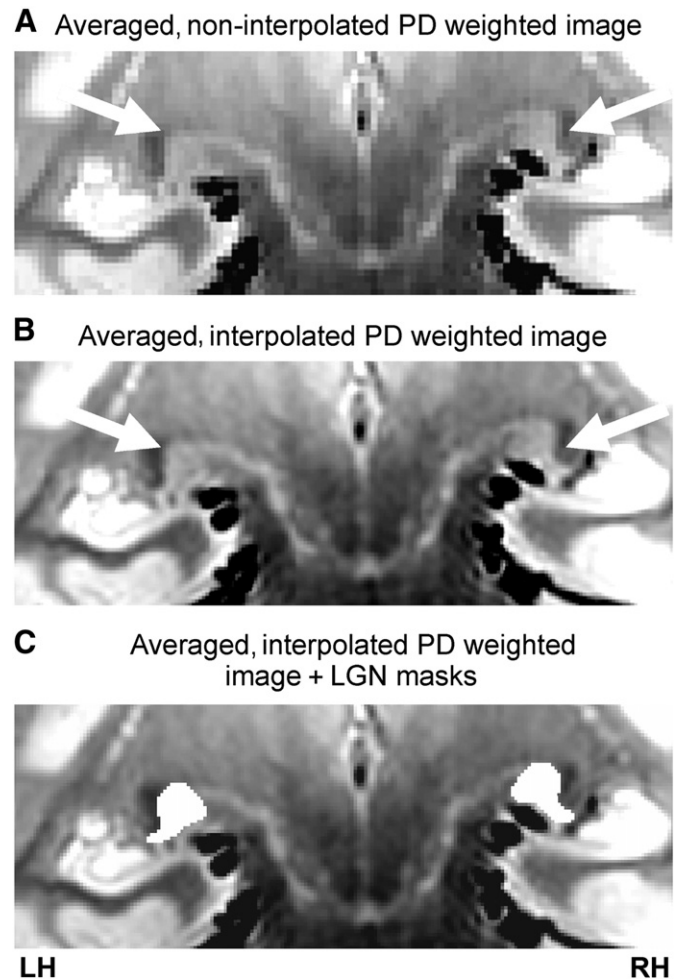 A Averaged, non-interpolated PD weighted image
B Averaged, interpolated PD weighted image
C Averaged, interpolated PD weighted
image + LGN masks
LH RH